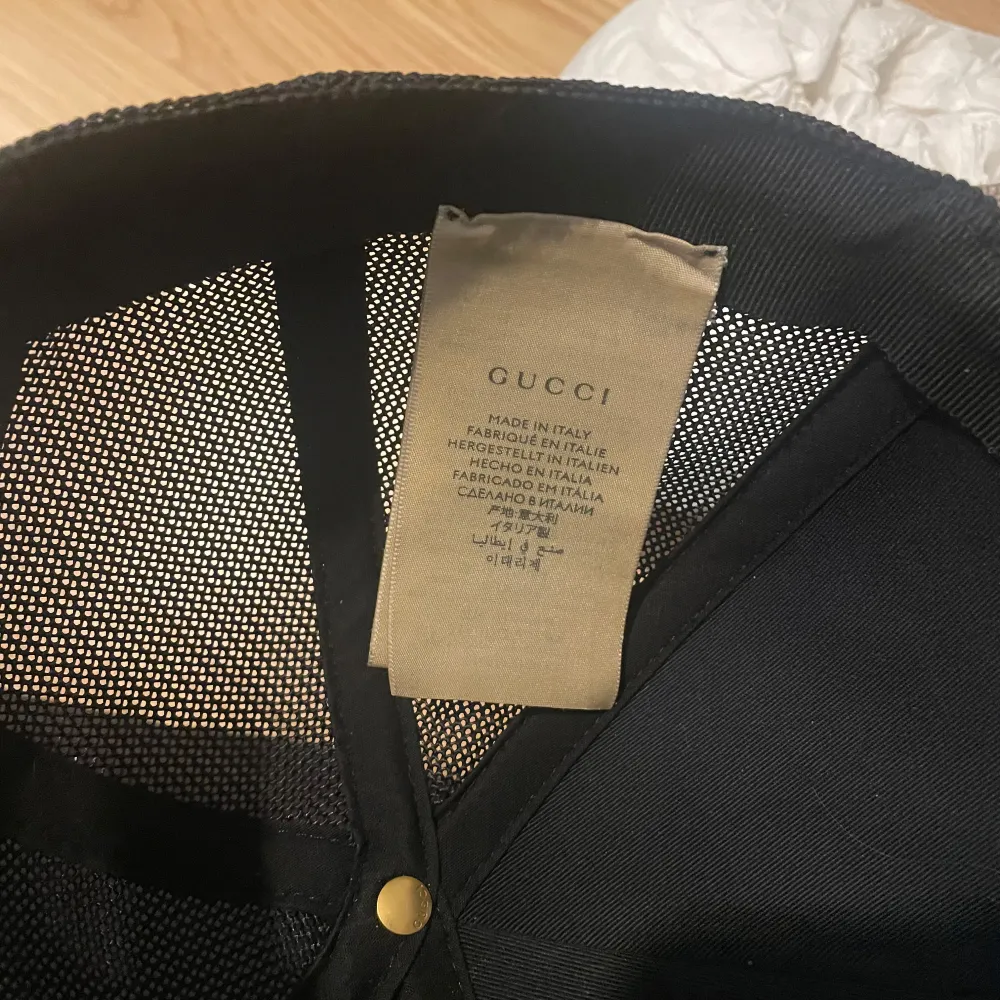 GUCCI
MADE IN ITALY
FABRIQUÉ EN ITALIE
HERGESTELLT IN ITALIEN
HECHO EN ITALIA
FABRICADO EM ITÁLIA
СДЕЛАНО В ИТАЛИИ
产地:意大利
イタリア製
صنع في إيطاليا
이태리제